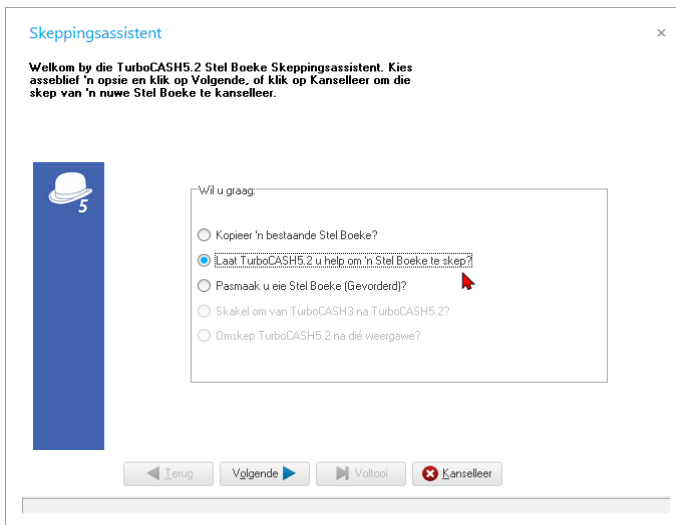 Skeppingsassistent
Welkom by die TurboCASH5.2 Stel Boeke Skeppingsassistent. Kies
asseblief 'n opsie en klik op Volgende, of klik op Kanselleer om die
skep van 'n nuwe Stel Boeke te kanselleer.
5
Wil u graag:
Kopieer 'n bestaande Stel Boeke?
Laat TurboCASH5.2 u help om 'n Stel Boeke te skep?
Pasmaak u eie Stel Boeke (Gevorderd)?
Skakel om van TurboCASH3 na TurboCASH5.2?
Omskep TurboCASH5.2 na dié weergawe?
Terug Volgende Voltooi Kanselleer